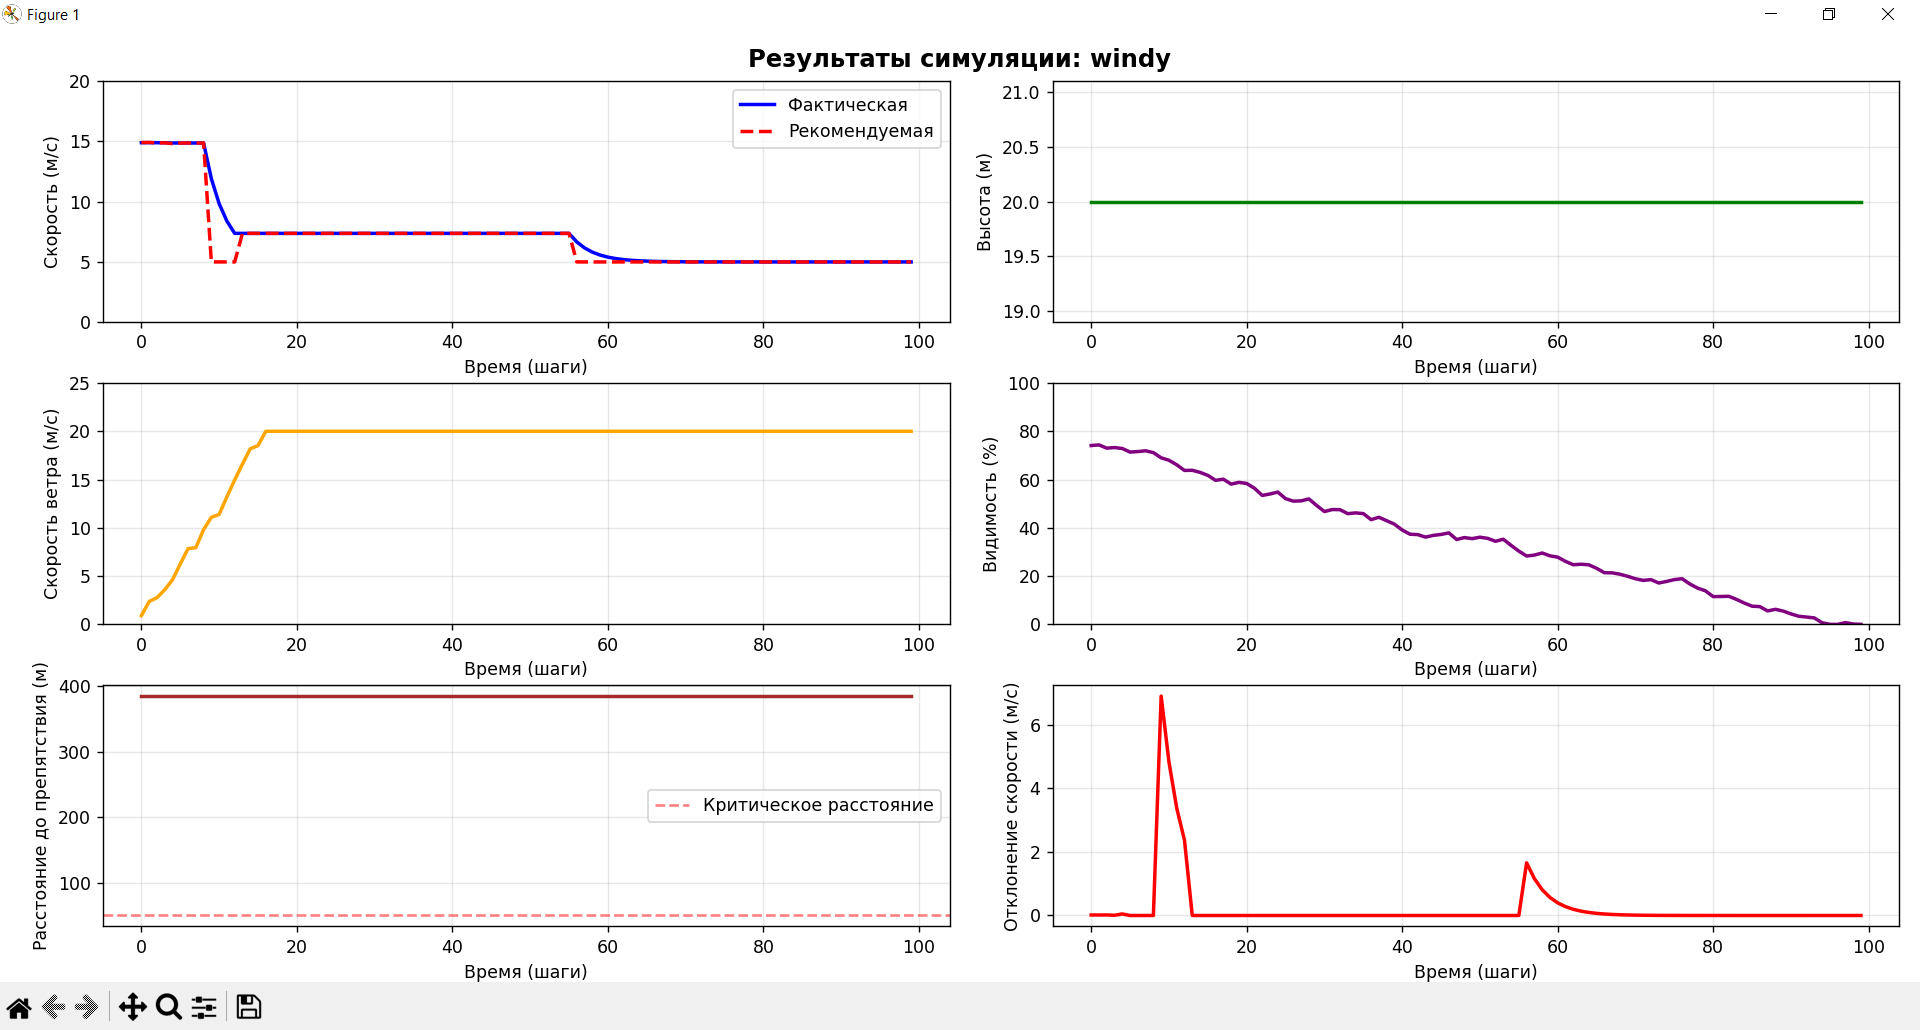 Figure 1
Результаты симуляции: windy
Скорость (м/с)
20
15
10
5
0
Фактическая
Рекомендуемая
0 20 40 60 80 100
Время (шаги)
Высота (м)
21.0
20.5
20.0
19.5
19.0
0 20 40 60 80 100
Время (шаги)
Скорость ветра (м/с)
25
20
15
10
5
0
0 20 40 60 80 100
Время (шаги)
Видимость (%)
100
80
60
40
20
0
0 20 40 60 80 100
Время (шаги)
Расстояние до препятствия (м)
400
300
200
100
Критическое расстояние
0 20 40 60 80 100
Время (шаги)
Отклонение скорости (м/с)
6
4
2
0
0 20 40 60 80 100
Время (шаги)